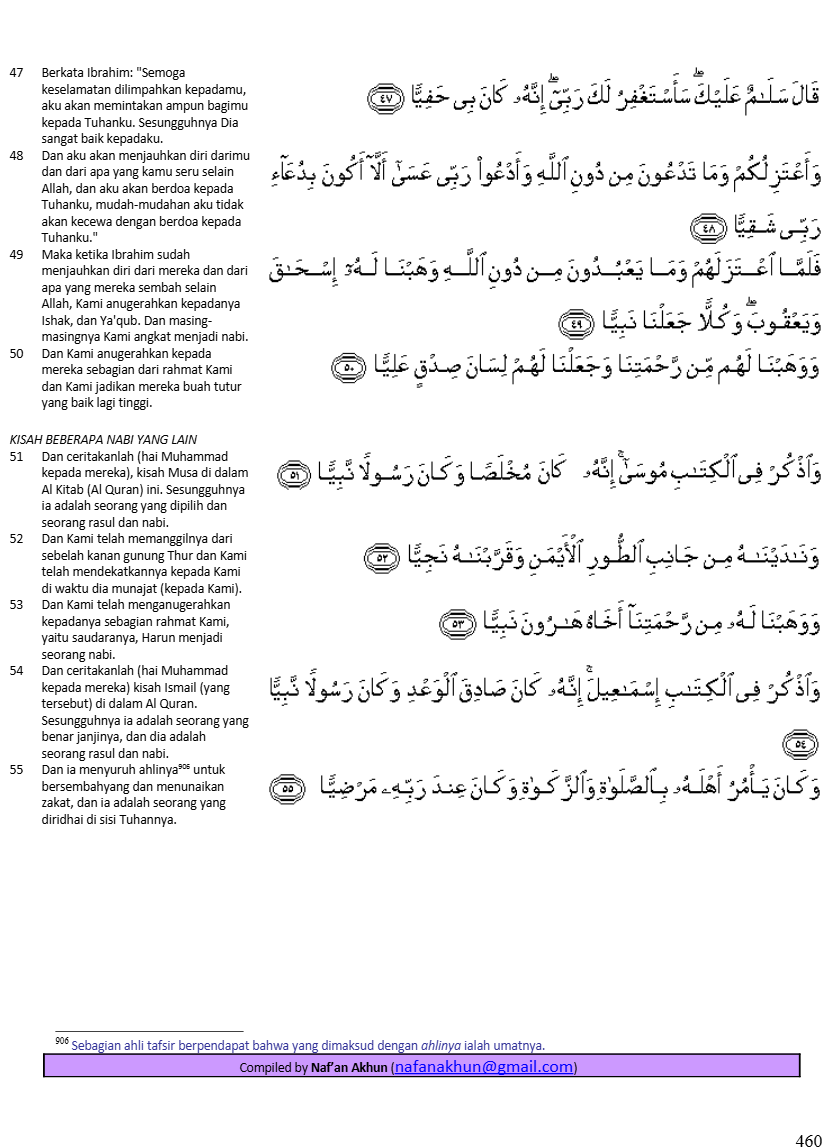 47 Berkata Ibrahim: "Semoga
keselamatan dilimpahkan kepadamu,
aku akan memintakan ampun bagimu
kepada Tuhanku. Sesungguhnya Dia
sangat baik kepadaku.
قَالَ سَلَـٰمٌ عَلَيْكَ ۖ سَأَسْتَغْفِرُ لَكَ رَبِّىٓ ۖ إِنَّهُۥ كَانَ بِى حَفِيًّا ٤٧
48 Dan aku akan menjauhkan diri darimu
dan dari apa yang kamu seru selain
Allah, dan aku akan berdoa kepada
Tuhanku, mudah-mudahan aku tidak
akan kecewa dengan berdoa kepada
Tuhanku."
وَأَعْتَزِلُكُمْ وَمَا تَدْعُونَ مِن دُونِ ٱللَّهِ وَأَدْعُوا۟ رَبِّى عَسَىٰٓ أَلَّآ أَكُونَ بِدُعَآءِ
رَبِّى شَقِيًّا ٤٨
49 Maka ketika Ibrahim sudah
menjauhkan diri dari mereka dan dari
apa yang mereka sembah selain
Allah, Kami anugerahkan kepadanya
Ishak, dan Ya'qub. Dan masing-
masingnya Kami angkat menjadi nabi.
فَلَمَّا ٱعْتَزَلَهُمْ وَمَا يَعْبُدُونَ مِن دُونِ ٱللَّهِ وَهَبْنَا لَهُۥٓ إِسْحَـٰقَ
وَيَعْقُوبَ ۖ وَكُلًّا جَعَلْنَا نَبِيًّا ٤٩
50 Dan Kami anugerahkan kepada
mereka sebagian dari rahmat Kami
dan Kami jadikan mereka buah tutur
yang baik lagi tinggi.
وَوَهَبْنَا لَهُم مِّن رَّحْمَتِنَا وَجَعَلْنَا لَهُمْ لِسَانَ صِدْقٍ عَلِيًّا ٥٠
KISAH BEBERAPA NABI YANG LAIN
51 Dan ceritakanlah (hai Muhammad
kepada mereka), kisah Musa di dalam
Al Kitab (Al Quran) ini. Sesungguhnya
ia adalah seorang yang dipilih dan
seorang rasul dan nabi.
وَٱذْكُرْ فِى ٱلْكِتَـٰبِ مُوسَىٰٓ ۚ إِنَّهُۥ كَانَ مُخْلَصًا وَكَانَ رَسُولًا نَّبِيًّا ٥١
52 Dan Kami telah memanggilnya dari
sebelah kanan gunung Thur dan Kami
telah mendekatkannya kepada Kami
di waktu dia munajat (kepada Kami).
وَنَـٰدَيْنَـٰهُ مِن جَانِبِ ٱلطُّورِ ٱلْأَيْمَنِ وَقَرَّبْنَـٰهُ نَجِيًّا ٥٢
53 Dan Kami telah menganugerahkan
kepadanya sebagian rahmat Kami,
yaitu saudaranya, Harun menjadi
seorang nabi.
وَوَهَبْنَا لَهُۥ مِن رَّحْمَتِنَآ أَخَاهُ هَـٰرُونَ نَبِيًّا ٥٣
54 Dan ceritakanlah (hai Muhammad
kepada mereka) kisah Ismail (yang
tersebut) di dalam Al Quran.
Sesungguhnya ia adalah seorang yang
benar janjinya, dan dia adalah
seorang rasul dan nabi.
وَٱذْكُرْ فِى ٱلْكِتَـٰبِ إِسْمَـٰعِيلَ ۚ إِنَّهُۥ كَانَ صَادِقَ ٱلْوَعْدِ وَكَانَ رَسُولًا نَّبِيًّا
٥٤
55 Dan ia menyuruh ahlinya⁹⁰⁶ untuk
bersembahyang dan menunaikan
zakat, dan ia adalah seorang yang
diridhai di sisi Tuhannya.
وَكَانَ يَأْمُرُ أَهْلَهُۥ بِٱلصَّلَوٰةِ وَٱلزَّكَوٰةِ وَكَانَ عِندَ رَبِّهِۦ مَرْضِيًّا ٥٥
⁹⁰⁶ Sebagian ahli tafsir berpendapat bahwa yang dimaksud dengan ahlinya ialah umatnya.
Compiled by Naf’an Akhun (nafanakhun@gmail.com)
460